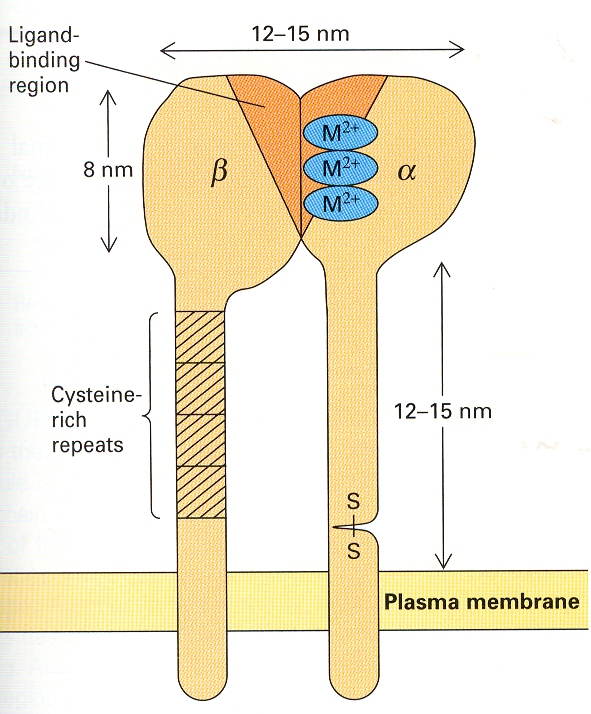 Ligand-
binding
region
12–15 nm
8 nm
β
α
M2+
M2+
M2+
Cysteine-
rich
repeats
12–15 nm
S
S
Plasma membrane